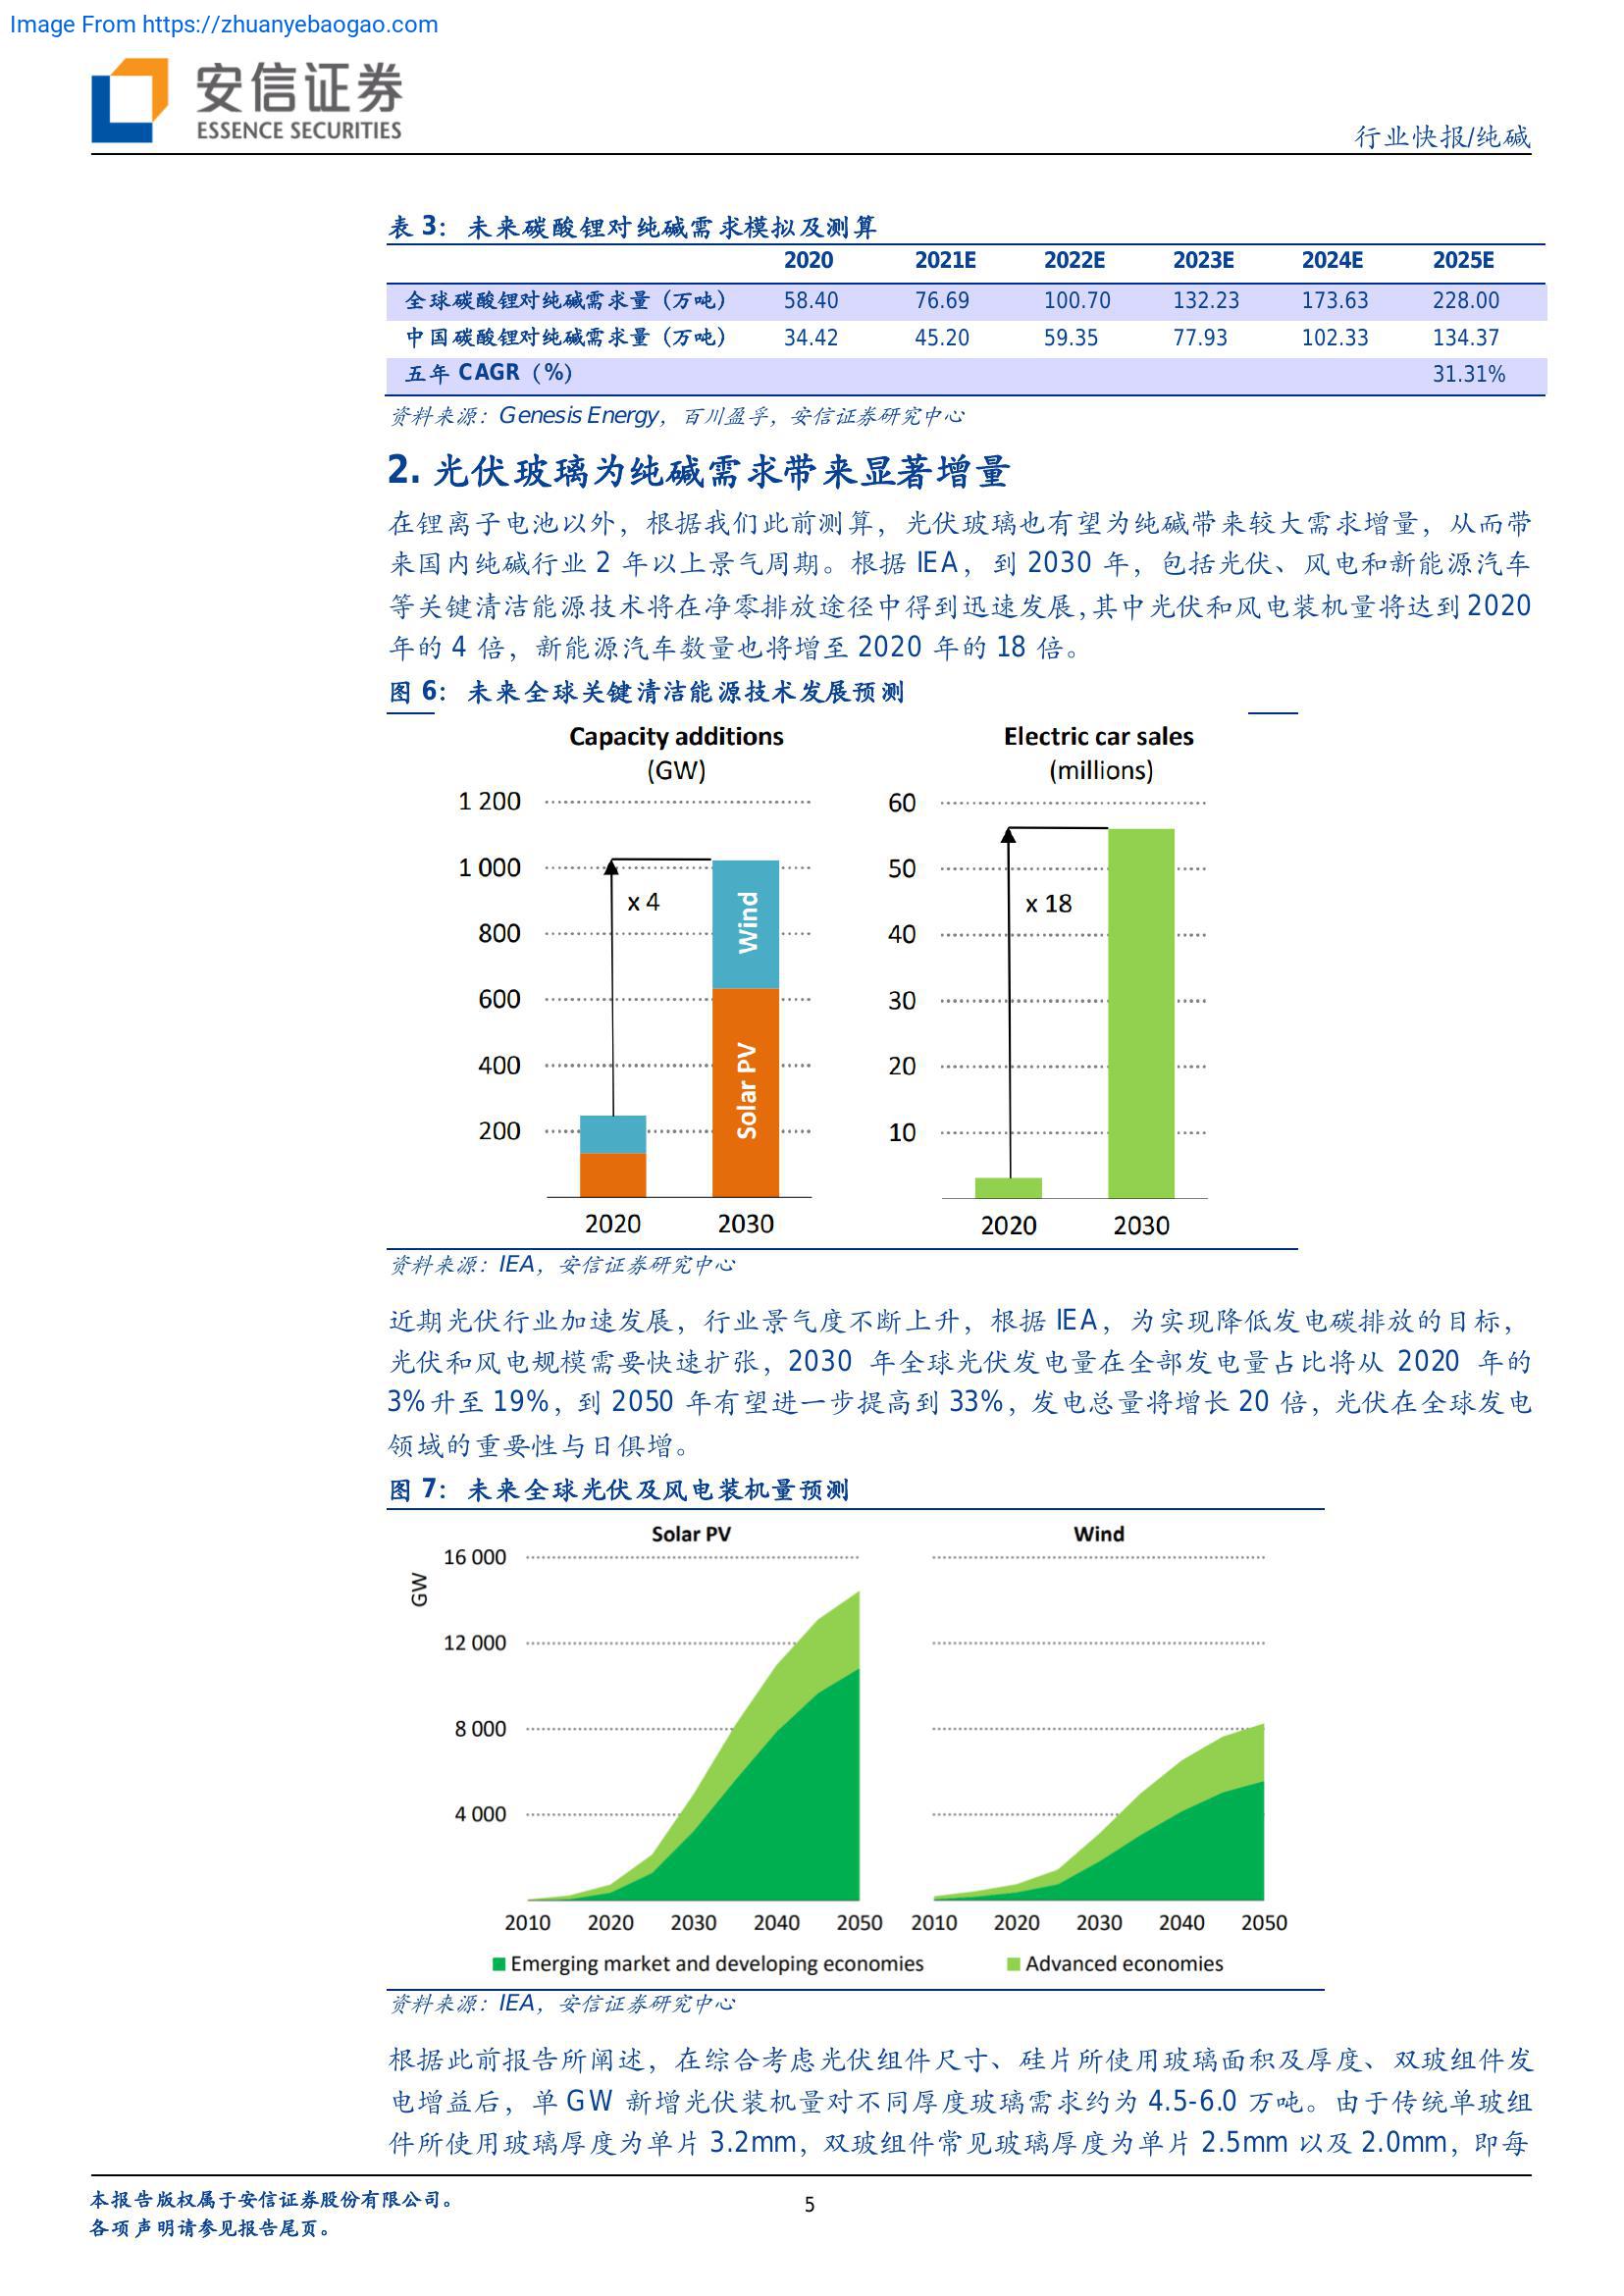 Image From https://zhuanyebaogao.com
安信证券
ESSENCE SECURITIES
行业快报/纯碱
表 3： 未来碳酸锂对纯碱需求模拟及测算
2020 2021E 2022E 2023E 2024E 2025E
全球碳酸锂对纯碱需求量（万吨） 58.40 76.69 100.70 132.23 173.63 228.00
中国碳酸锂对纯碱需求量（万吨） 34.42 45.20 59.35 77.93 102.33 134.37
五年 CAGR（%） 31.31%
资料来源：Genesis Energy，百川盈孚，安信证券研究中心
2. 光伏玻璃为纯碱需求带来显著增量
在锂离子电池以外，根据我们此前测算，光伏玻璃也有望为纯碱带来较大需求增量，从而带
来国内纯碱行业 2 年以上景气周期。根据 IEA，到 2030 年，包括光伏、风电和新能源汽车
等关键清洁能源技术将在净零排放途径中得到迅速发展，其中光伏和风电装机量将达到 2020
年的 4 倍，新能源汽车数量也将增至 2020 年的 18 倍。
图 6： 未来全球关键清洁能源技术发展预测
Capacity additions
(GW)
1 200
1 000
800
600
400
200
x 4
Wind
Solar PV
2020 2030
Electric car sales
(millions)
60
50
40
30
20
10
x 18
2020 2030
资料来源：IEA，安信证券研究中心
近期光伏行业加速发展，行业景气度不断上升，根据 IEA，为实现降低发电碳排放的目标，
光伏和风电规模需要快速扩张，2030 年全球光伏发电量在全部发电量占比将从 2020 年的
3%升至 19%，到 2050 年有望进一步提高到 33%，发电总量将增长 20 倍，光伏在全球发电
领域的重要性与日俱增。
图 7： 未来全球光伏及风电装机量预测
Solar PV Wind
GW
16 000
12 000
8 000
4 000
2010 2020 2030 2040 2050 2010 2020 2030 2040 2050
Emerging market and developing economies Advanced economies
资料来源：IEA，安信证券研究中心
根据此前报告所阐述，在综合考虑光伏组件尺寸、硅片所使用玻璃面积及厚度、双玻组件发
电增益后，单 GW 新增光伏装机量对不同厚度玻璃需求约为 4.5-6.0 万吨。由于传统单玻组
件所使用玻璃厚度为单片 3.2mm，双玻组件常见玻璃厚度为单片 2.5mm 以及 2.0mm，即每
本报告版权属于安信证券股份有限公司。
各项声明请参见报告尾页。
5